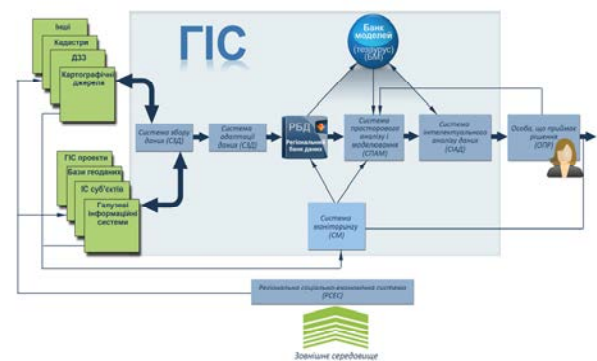 ГІС
Інші
Кадастри
ДЗЗ
Картографічні
джерела
Банк
моделей
(тезаурус)
(БМ)
Система збору
даних (СЗД)
Система
адаптації
даних (СЗД)
РБД
Регіональний
банк даних
Система
просторового
аналізу і
моделювання
(СПАМ)
Система
інтелектуального
аналізу даних
(СІАД)
Особа, що приймає
рішення
(ОПР)
ГІС проекти
Бази геоданих
ІС суб'єктів
Галузеві
інформаційні
системи
Система
моніторингу
(СМ)
Регіональна соціально-економічна система
(РСЕС)
Зовнішнє середовище